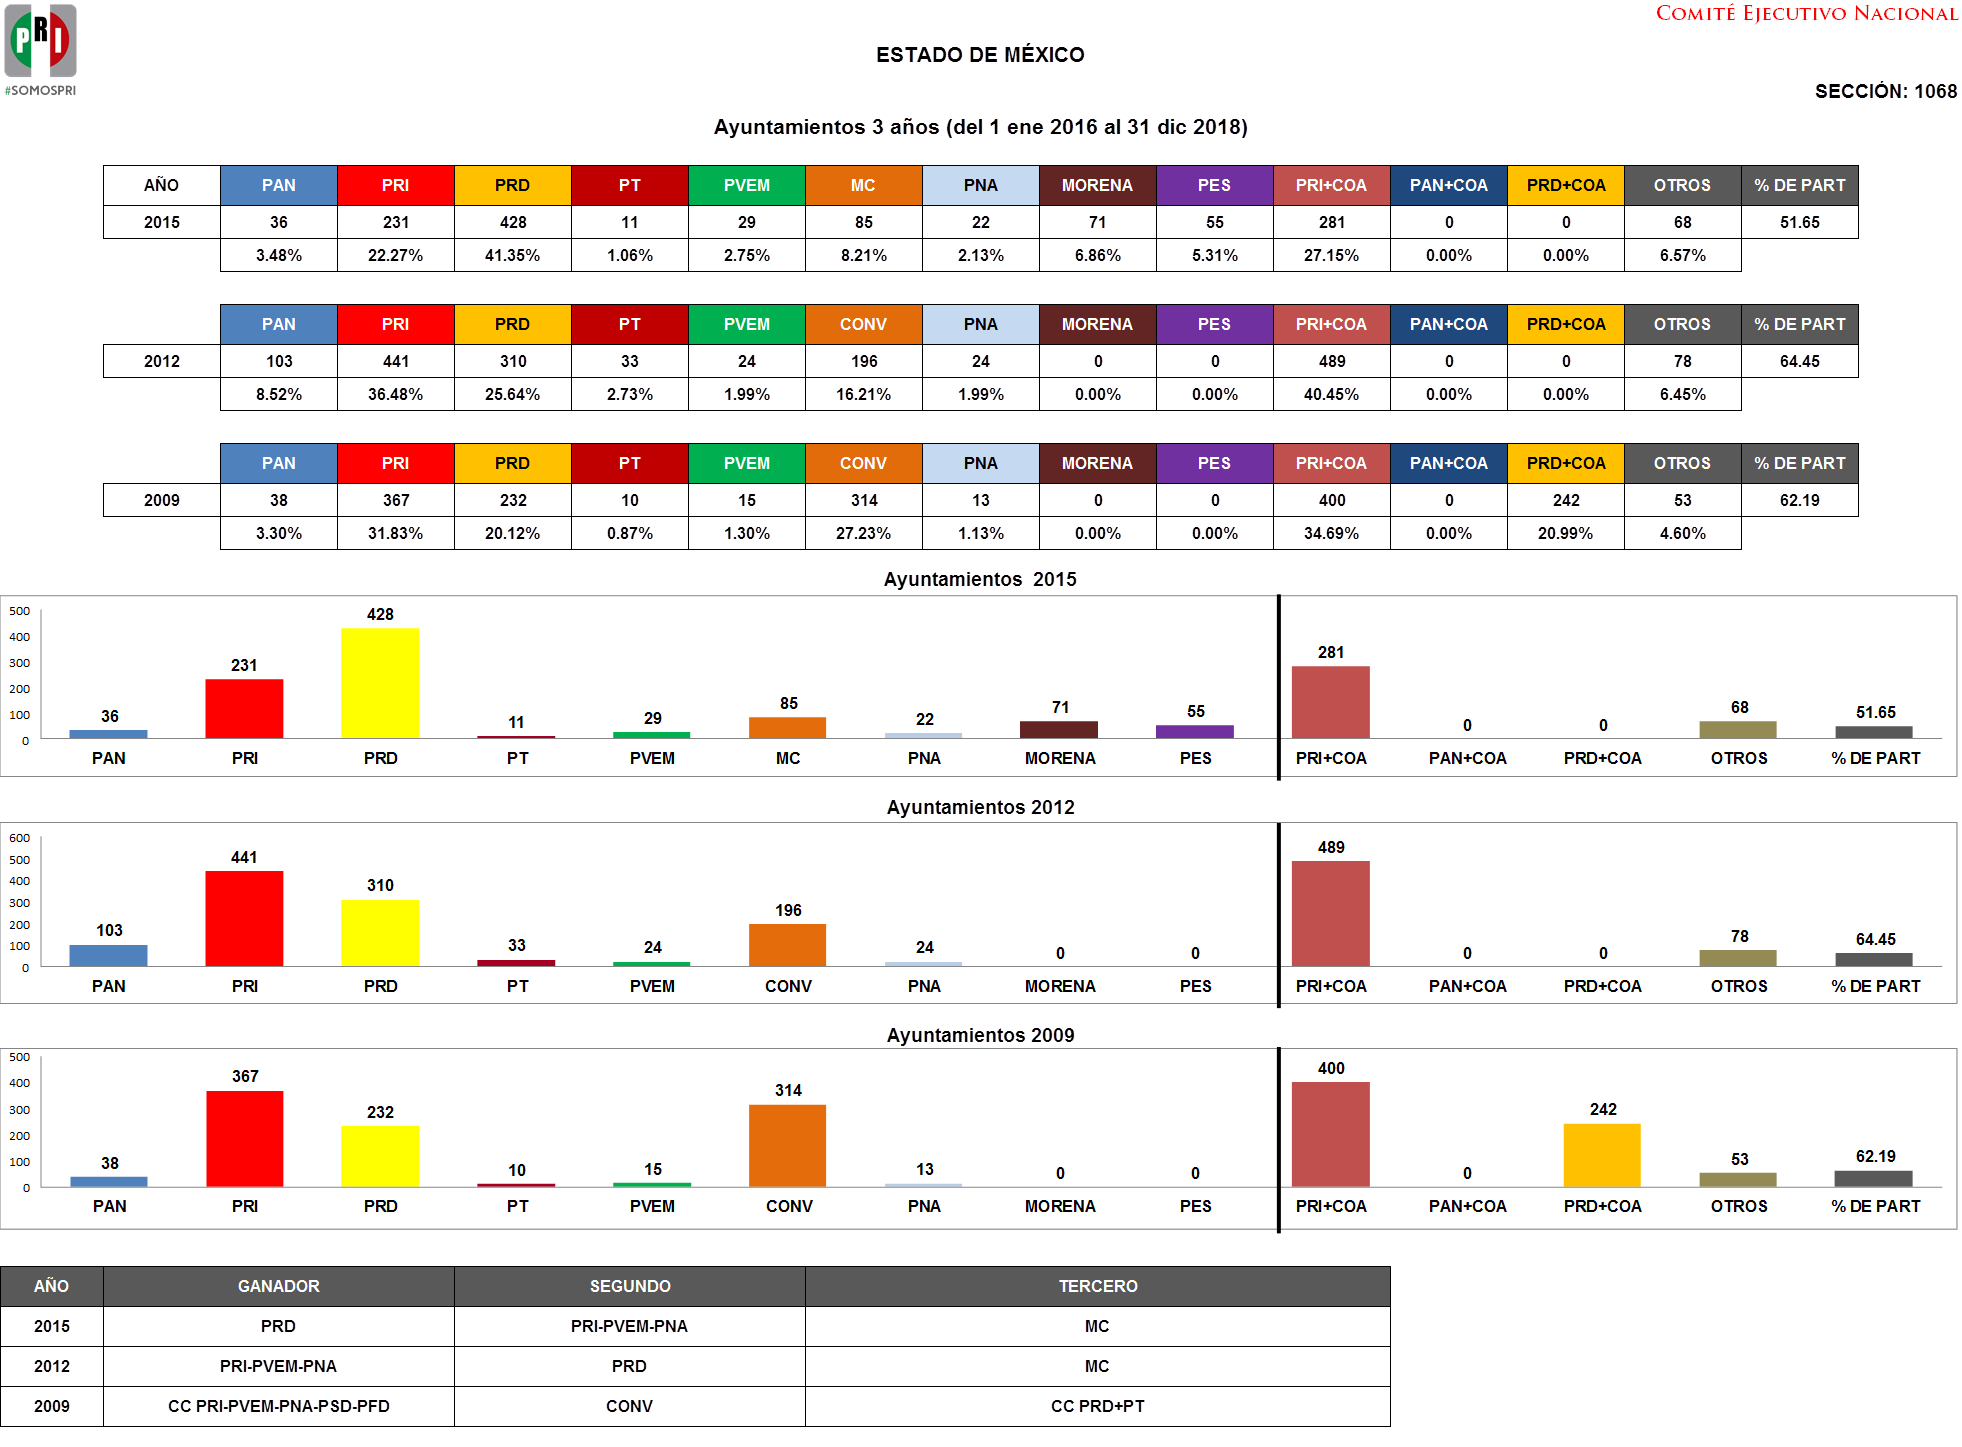 PRI
#SOMOSPRI
COMITÉ EJECUTIVO NACIONAL
ESTADO DE MÉXICO
SECCIÓN: 1068
Ayuntamientos 3 años (del 1 ene 2016 al 31 dic 2018)
AÑO PAN PRI PRD PT PVEM MC PNA MORENA PES PRI+COA PAN+COA PRD+COA OTROS % DE PART
2015 36 231 428 11 29 85 22 71 55 281 0 0 68 51.65
3.48% 22.27% 41.35% 1.06% 2.75% 8.21% 2.13% 6.86% 5.31% 27.15% 0.00% 0.00% 6.57%
PAN PRI PRD PT PVEM CONV PNA MORENA PES PRI+COA PAN+COA PRD+COA OTROS % DE PART
2012 103 441 310 33 24 196 24 0 0 489 0 0 78 64.45
8.52% 36.48% 25.64% 2.73% 1.99% 16.21% 1.99% 0.00% 0.00% 40.45% 0.00% 0.00% 6.45%
PAN PRI PRD PT PVEM CONV PNA MORENA PES PRI+COA PAN+COA PRD+COA OTROS % DE PART
2009 38 367 232 10 15 314 13 0 0 400 0 242 53 62.19
3.30% 31.83% 20.12% 0.87% 1.30% 27.23% 1.13% 0.00% 0.00% 34.69% 0.00% 20.99% 4.60%
Ayuntamientos 2015
500
400
300
200
100
0
36 231 428 11 29 85 22 71 55 281 0 0 68 51.65
PAN PRI PRD PT PVEM MC PNA MORENA PES PRI+COA PAN+COA PRD+COA OTROS % DE PART
Ayuntamientos 2012
600
500
400
300
200
100
0
103 441 310 33 24 196 24 0 0 489 0 0 78 64.45
PAN PRI PRD PT PVEM CONV PNA MORENA PES PRI+COA PAN+COA PRD+COA OTROS % DE PART
Ayuntamientos 2009
500
400
300
200
100
0
38 367 232 10 15 314 13 0 0 400 0 242 53 62.19
PAN PRI PRD PT PVEM CONV PNA MORENA PES PRI+COA PAN+COA PRD+COA OTROS % DE PART
AÑO GANADOR SEGUNDO TERCERO
2015 PRD PRI-PVEM-PNA MC
2012 PRI-PVEM-PNA PRD MC
2009 CC PRI-PVEM-PNA-PSD-PFD CONV CC PRD+PT